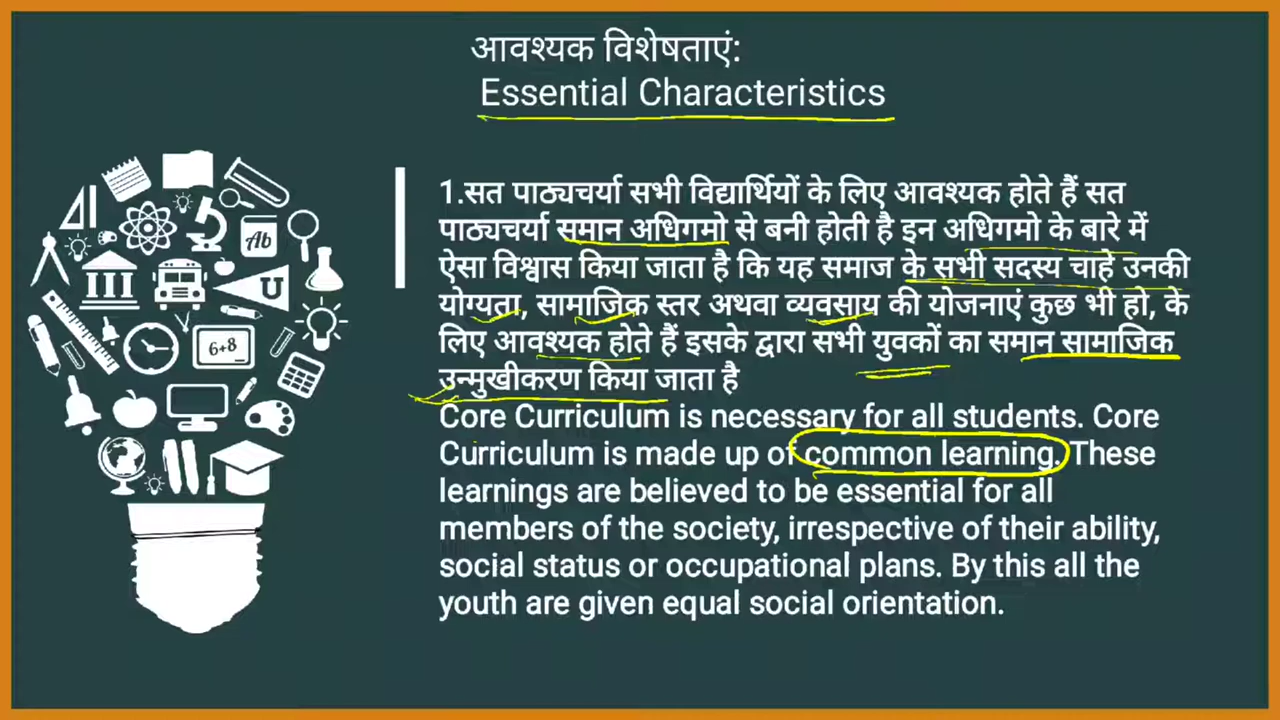 आवश्यक विशेषताएं:
Essential Characteristics
1.सत पाठ्यचर्या सभी विद्यार्थियों के लिए आवश्यक होते हैं सत
पाठ्यचर्या समान अधिगमो से बनी होती है इन अधिगमो के बारे में
ऐसा विश्वास किया जाता है कि यह समाज के सभी सदस्य चाहे उनकी
योग्यता, सामाजिक स्तर अथवा व्यवसाय की योजनाएं कुछ भी हो, के
लिए आवश्यक होते हैं इसके द्वारा सभी युवकों का समान सामाजिक
उन्मुखीकरण किया जाता है
Core Curriculum is necessary for all students. Core
Curriculum is made up of common learning. These
learnings are believed to be essential for all
members of the society, irrespective of their ability,
social status or occupational plans. By this all the
youth are given equal social orientation.
Ab
U
6+8